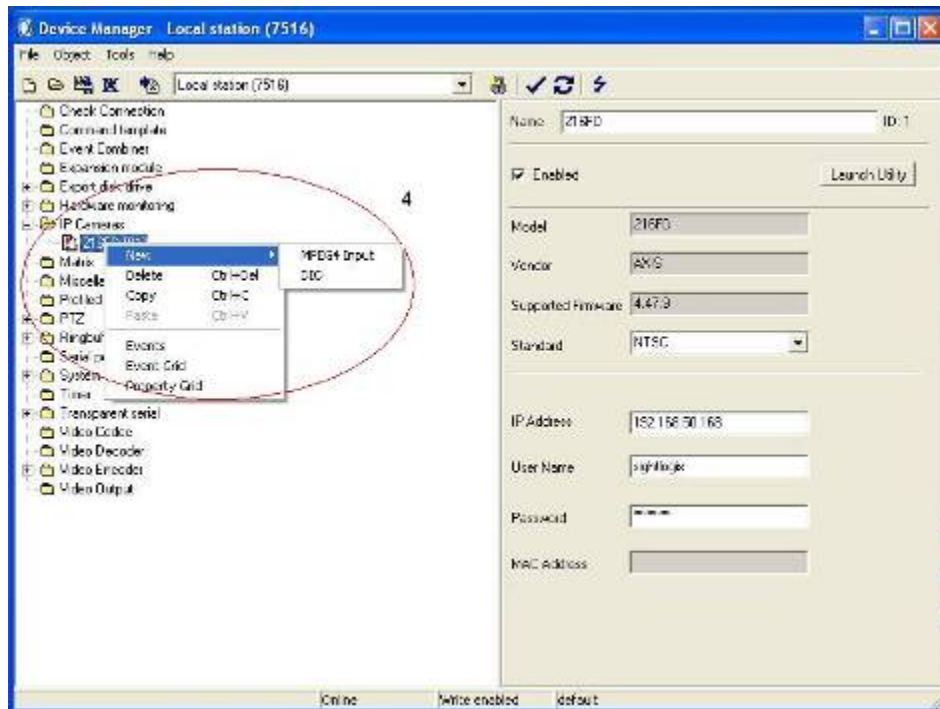 Device Manager Local station (7516)
File Object Tools Help
Local station (7516)
Check Connection
Command template
Event Combiner
Expansion module
Export disk drive
Hardware monitoring
IP Cameras
Matrix
PTZ
System
Timer
Transparent serial
Video Codec
Video Decoder
Video Encoder
Video Output
4
New
Delete Ctrl+Del
Copy Ctrl+C
Paste Ctrl+V
Events
Event Grid
Property Grid
MPEG4 Input
Name 216FD ID: 1
Enabled Launch Utility
Model 216FD
Vendor AXIS
Supported Firmware 4.47.9
Standard NTSC
IP Address 192.168.50.168
User Name sightlogix
Password
MAC Address
Online Write enabled default